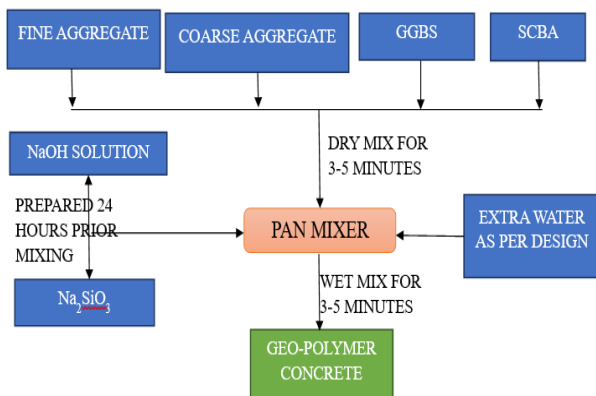 FINE AGGREGATE
COARSE AGGREGATE
GGBS
SCBA
DRY MIX FOR
3-5 MINUTES
NaOH SOLUTION
PREPARED 24
HOURS PRIOR
MIXING
PAN MIXER
EXTRA WATER
AS PER DESIGN
Na₂SiO₃
WET MIX FOR
3-5 MINUTES
GEO-POLYMER
CONCRETE